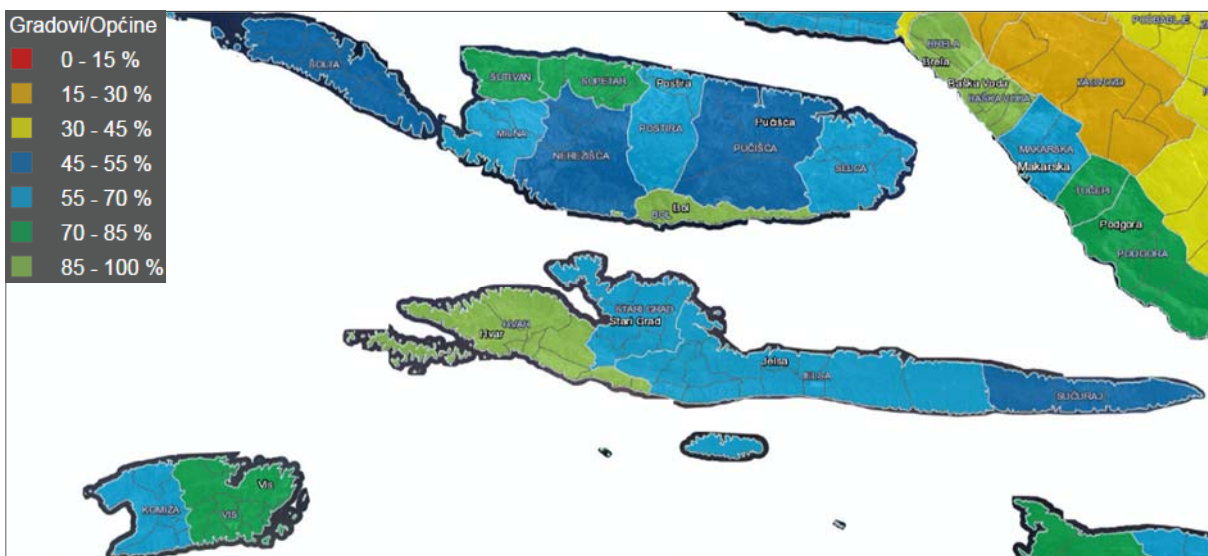 Gradovi/Općine
0 - 15 %
15 - 30 %
30 - 45 %
45 - 55 %
55 - 70 %
70 - 85 %
85 - 100 %
ŠOLTA
SUTIVAN
SUPETAR
Postira
MILNA
NEREŽIŠĆA
POSTIRA
Pučišća
PUČIŠĆA
SELCA
BOL
Bol
BRELA
Brela
Baška Voda
BAŠKA VODA
ZAGVOZD
MAKARSKA
Makarska
TUČEPI
Podgora
PODGORA
STARI GRAD
Stari Grad
HVAR
Hvar
Jelsa
JELSA
SUĆURAJ
KOMIŽA
Vis
VIS